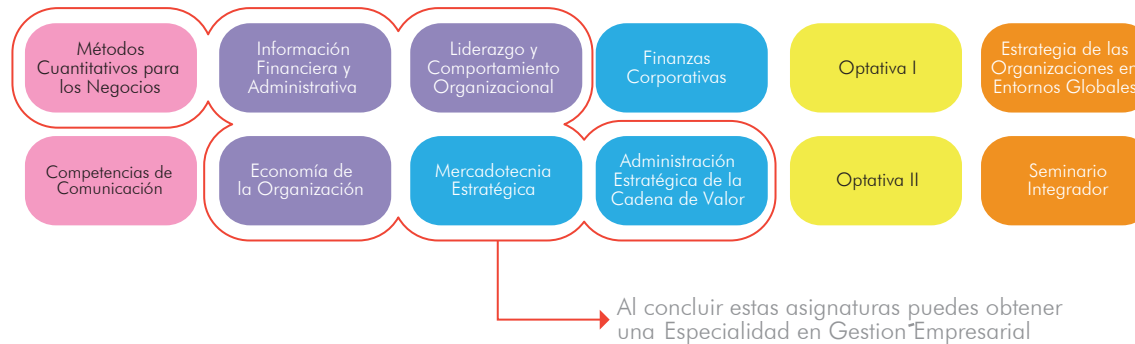 Métodos
Cuantitativos para
los Negocios
Información
Financiera y
Administrativa
Liderazgo y
Comportamiento
Organizacional
Finanzas
Corporativas
Optativa I
Estrategia de las
Organizaciones en
Entornos Globales
Competencias de
Comunicación
Economía de
la Organización
Mercadotecnia
Estratégica
Administración
Estratégica de la
Cadena de Valor
Optativa II
Seminario
Integrador
Al concluir estas asignaturas puedes obtener
una Especialidad en Gestion´Empresarial